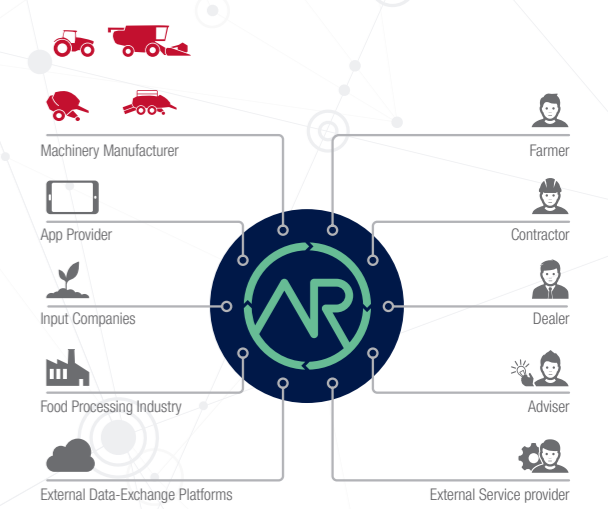 Machinery Manufacturer
Farmer
App Provider
Contractor
AR
Input Companies
Dealer
Food Processing Industry
Adviser
External Data-Exchange Platforms
External Service provider